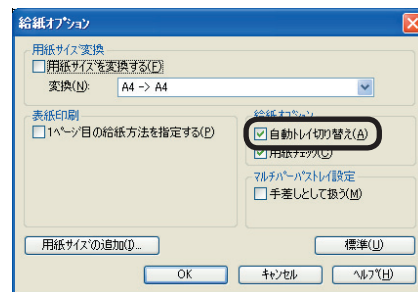 給紙オプション
用紙サイズ変換
用紙サイズを変換する(F)
変換(N):
A4 -> A4
表紙印刷
1ページ目の給紙方法を指定する(P)
給紙オプション
自動トレイ切り替え(A)
用紙チェック(C)
マルチパーパストレイ設定
手差しとして扱う(M)
用紙サイズの追加(I)...
標準(U)
OK
キャンセル
ヘルプ(H)